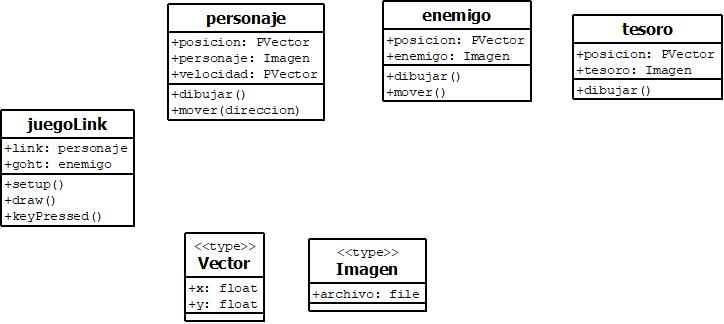 personaje
+posicion: PVector
+personaje: Imagen
+velocidad: PVector
+dibujar()
+mover(direccion)
enemigo
+posicion: PVector
+enemigo: Imagen
+dibujar()
+mover()
tesoro
+posicion: PVector
+tesoro: Imagen
+dibujar()
juegoLink
+link: personaje
+goht: enemigo
+setup()
+draw()
+keyPressed()
<<type>>
Vector
+x: float
+y: float
<<type>>
Imagen
+archivo: file